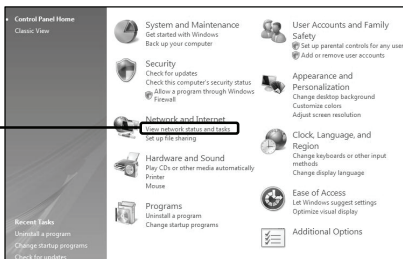 Control Panel Home
Classic View
System and Maintenance
Get started with Windows
Back up your computer
Security
Check for updates
Check this computer's security status
Allow a program through Windows
Firewall
Network and Internet
View network status and tasks
Set up file sharing
Hardware and Sound
Play CDs or other media automatically
Printer
Mouse
Programs
Uninstall a program
Change startup programs
User Accounts and Family
Safety
Set up parental controls for any user
Add or remove user accounts
Appearance and
Personalization
Change desktop background
Customize colors
Adjust screen resolution
Clock, Language, and
Region
Change keyboards or other input
methods
Change display language
Ease of Access
Let Windows suggest settings
Optimize visual display
Additional Options
Recent Tasks
Uninstall a program
Change startup programs
Check for updates